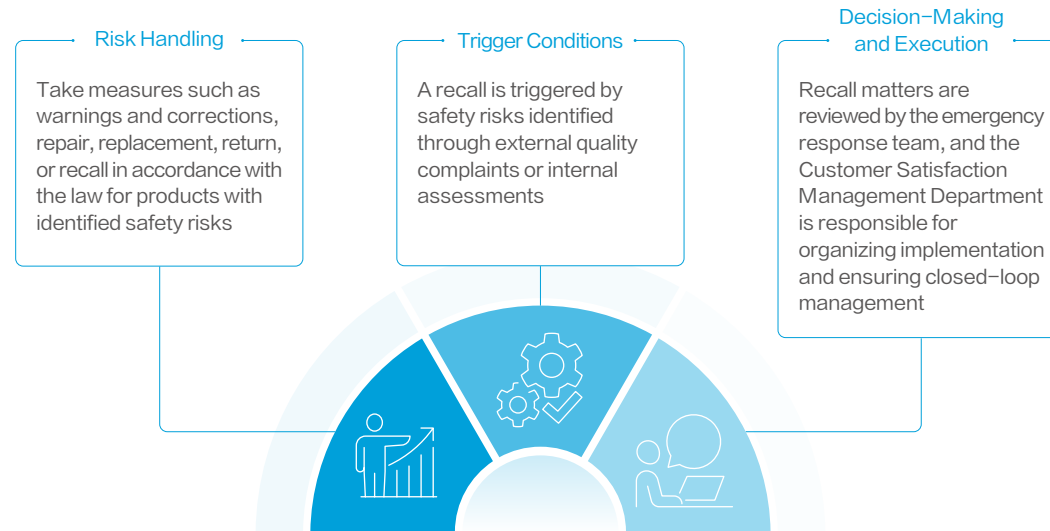 Risk Handling
Take measures such as
warnings and corrections,
repair, replacement, return,
or recall in accordance with
the law for products with
identified safety risks
Trigger Conditions
A recall is triggered by
safety risks identified
through external quality
complaints or internal
assessments
Decision-Making
and Execution
Recall matters are
reviewed by the emergency
response team, and the
Customer Satisfaction
Management Department
is responsible for
organizing implementation
and ensuring closed-loop
management